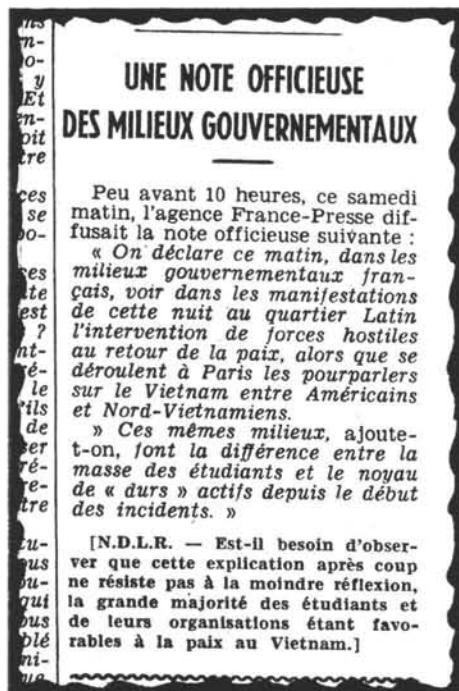 UNE NOTE OFFICIEUSE
DES MILIEUX GOUVERNEMENTAUX
Peu avant 10 heures, ce samedi
matin, l'agence France-Presse dif-
fusait la note officieuse suivante :
« On déclare ce matin, dans les
milieux gouvernementaux fran-
çais, voir dans les manifestations
de cette nuit au quartier Latin
l'intervention de forces hostiles
au retour de la paix, alors que se
déroulent à Paris les pourparlers
sur le Vietnam entre Américains
et Nord-Vietnamiens.
» Ces mêmes milieux, ajoute-
t-on, font la différence entre la
masse des étudiants et le noyau
de « durs » actifs depuis le début
des incidents. »
[N.D.L.R. — Est-il besoin d'obser-
ver que cette explication après coup
ne résiste pas à la moindre réflexion,
la grande majorité des étudiants et
de leurs organisations étant favo-
rables à la paix au Vietnam.]